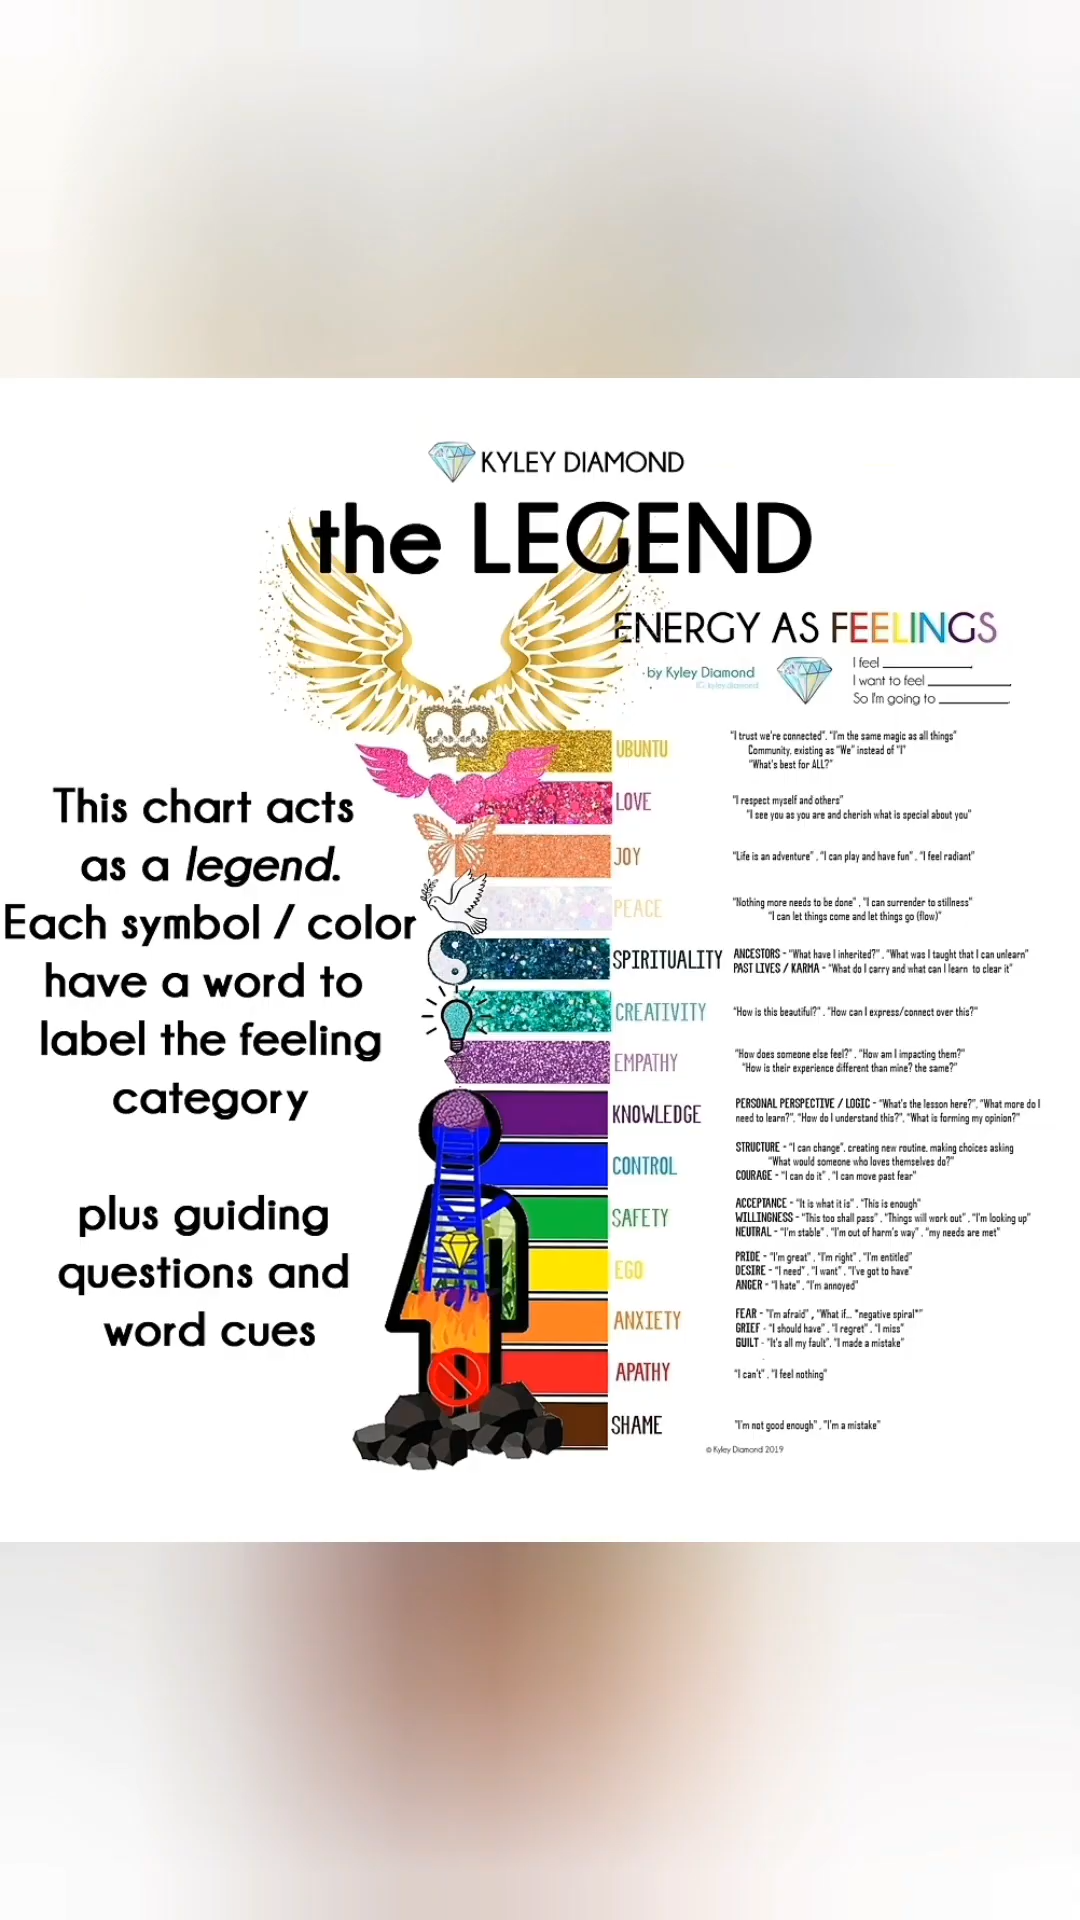 KYLEY DIAMOND
the LEGEND
ENERGY AS FEELINGS
by Kyley Diamond
IG: kyley.diamond
I feel ____________.
I want to feel ____________.
So I'm going to ____________.
This chart acts
as a legend.
Each symbol / color
have a word to
label the feeling
category
plus guiding
questions and
word cues
UBUNTU
"I trust we're connected", "I'm the same magic as all things"
Community, existing as "We" instead of "I"
"What's best for ALL?"
LOVE
"I respect myself and others"
"I see you as you are and cherish what is special about you"
JOY
"Life is an adventure", "I can play and have fun", "I feel radiant"
PEACE
"Nothing more needs to be done", "I can surrender to stillness"
"I can let things come and let things go (flow)"
SPIRITUALITY
ANCESTORS - "What have I inherited?", "What was I taught that I can unlearn"
PAST LIVES / KARMA - "What do I carry and what can I learn to clear it"
CREATIVITY
"How is this beautiful?", "How can I express/connect over this?"
EMPATHY
"How does someone else feel?", "How am I impacting them?"
"How is their experience different than mine? the same?"
KNOWLEDGE
PERSONAL PERSPECTIVE / LOGIC - "What's the lesson here?", "What more do I
need to learn?", "How do I understand this?", "What is forming my opinion?"
CONTROL
STRUCTURE - "I can change", creating new routine, making choices asking
"What would someone who loves themselves do?"
COURAGE - "I can do it", "I can move past fear"
SAFETY
ACCEPTANCE - "It is what it is", "This is enough"
WILLINGNESS - "This too shall pass", "Things will work out", "I'm looking up"
NEUTRAL - "I'm stable", "I'm out of harm's way", "my needs are met"
EGO
PRIDE - "I'm great", "I'm right", "I'm entitled"
DESIRE - "I need", "I want", "I've got to have"
ANGER - "I hate", "I'm annoyed"
ANXIETY
FEAR - "I'm afraid", "What if... *negative spiral*"
GRIEF - "I should have", "I regret", "I miss"
GUILT - "It's all my fault", "I made a mistake"
APATHY
"I can't", "I feel nothing"
SHAME
"I'm not good enough", "I'm a mistake"
© Kyley Diamond 2019